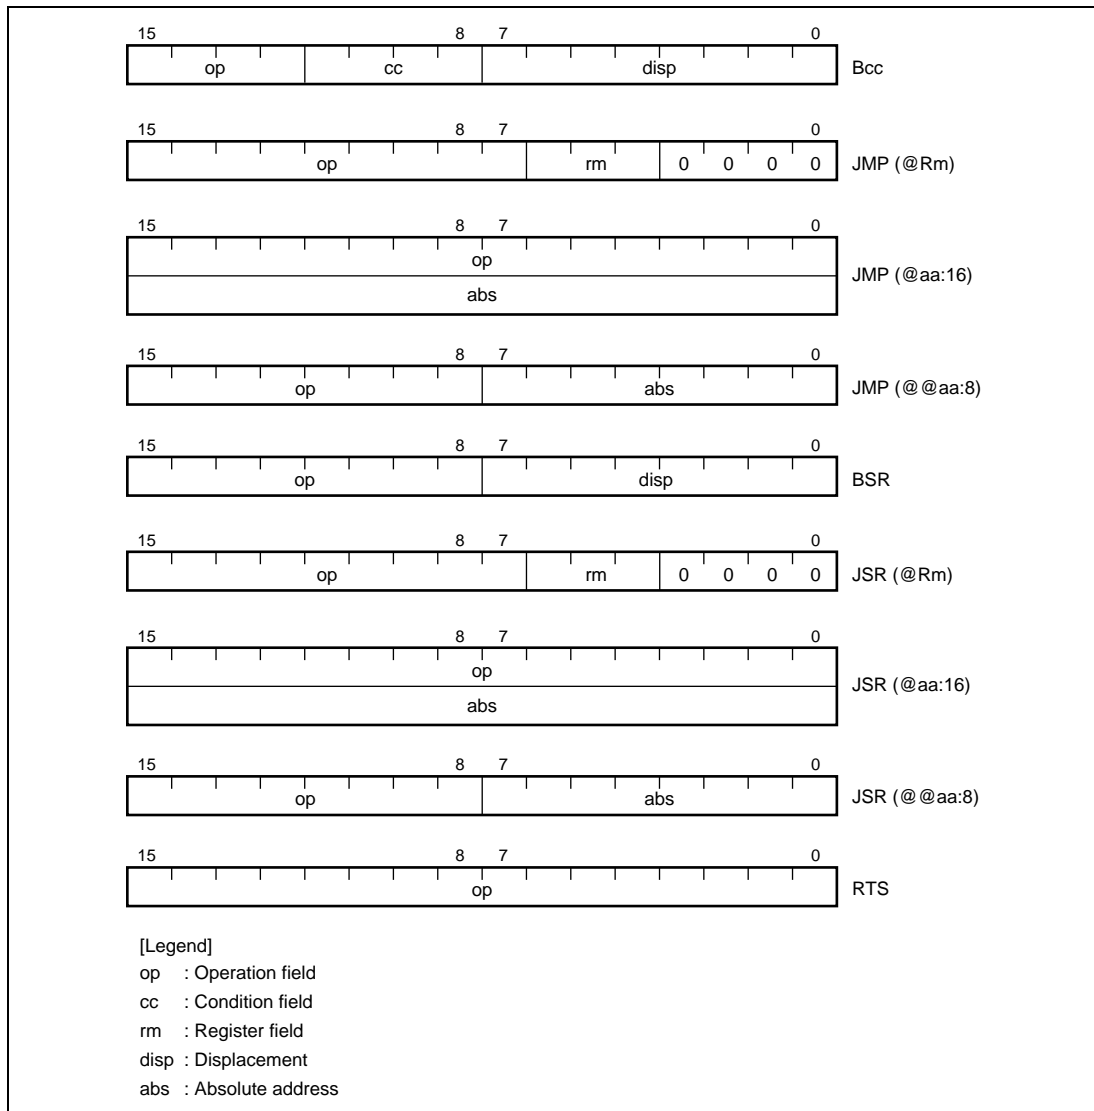 15 8 7 0
op cc disp Bcc
15 8 7 0
op rm 0 0 0 0 JMP (@Rm)
15 8 7 0
op
abs
JMP (@aa:16)
15 8 7 0
op abs JMP (@@aa:8)
15 8 7 0
op disp BSR
15 8 7 0
op rm 0 0 0 0 JSR (@Rm)
15 8 7 0
op
abs
JSR (@aa:16)
15 8 7 0
op abs JSR (@@aa:8)
15 8 7 0
op RTS
[Legend]
op : Operation field
cc : Condition field
rm : Register field
disp : Displacement
abs : Absolute address